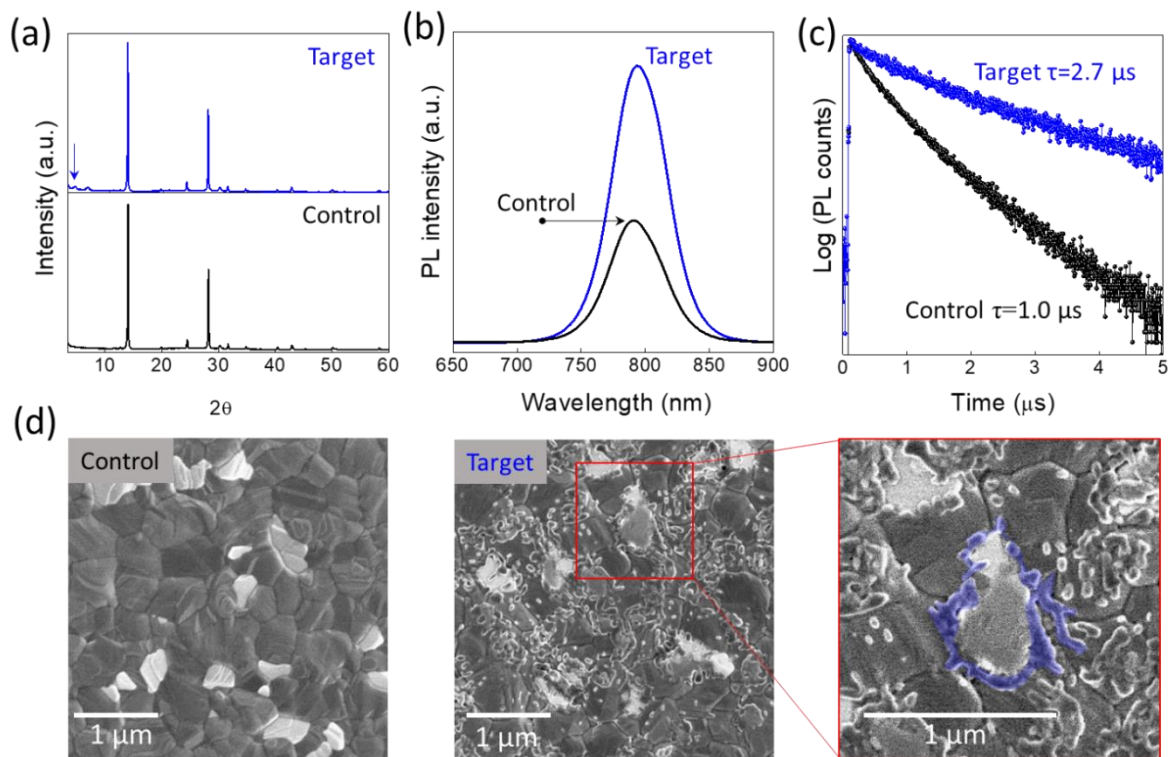 (a)
Intensity (a.u.)
Target
Control
10 20 30 40 50 60
2θ
(b)
PL intensity (a.u.)
Target
Control
650 700 750 800 850 900
Wavelength (nm)
(c)
Log (PL counts)
Target τ=2.7 μs
Control τ=1.0 μs
0 1 2 3 4 5
Time (μs)
(d)
Control
1 μm
Target
1 μm
1 μm